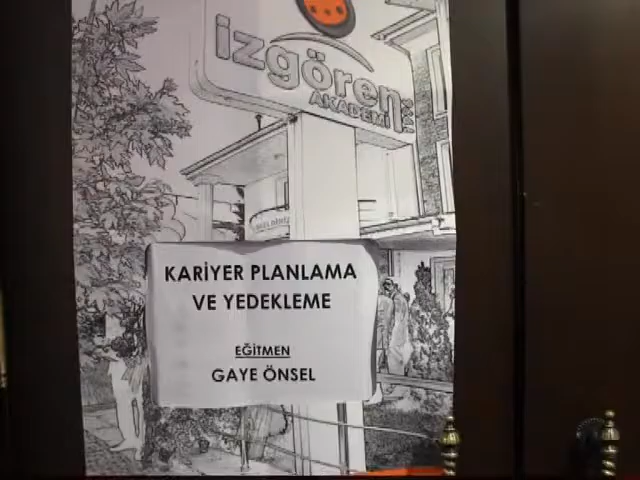 izgören
AKADEMİ
KARİYER PLANLAMA
VE YEDEKLEME
EĞİTMEN
GAYE ÖNSEL